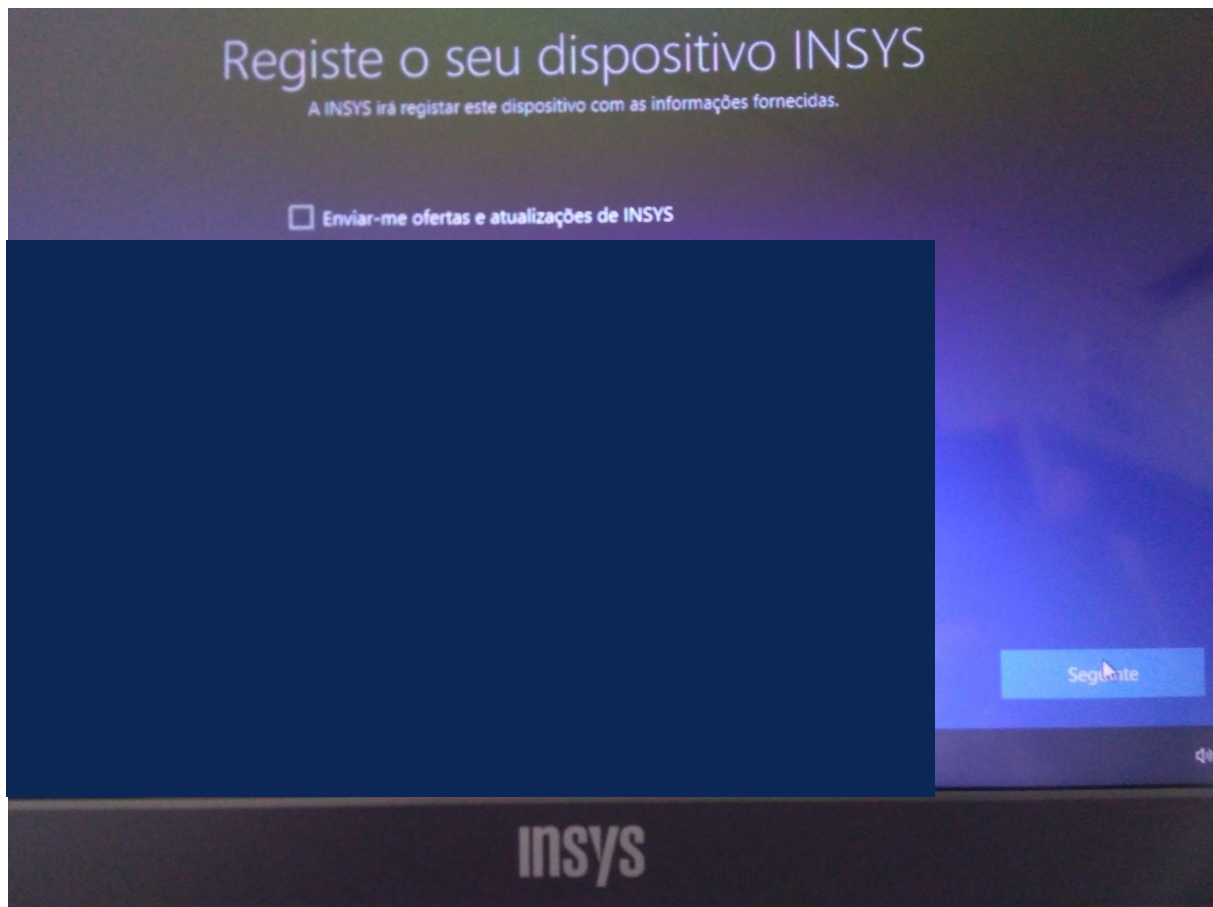 Registe o seu dispositivo INSYS
A INSYS irá registar este dispositivo com as informações fornecidas.
Enviar-me ofertas e atualizações de INSYS
Seguinte
insys